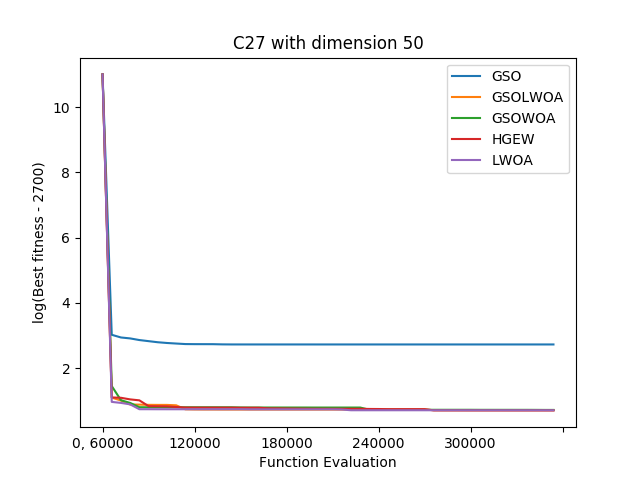 C27 with dimension 50
log(Best fitness - 2700)
10
8
6
4
2
GSO
GSOLWOA
GSOWOA
HGEW
LWOA
0, 60000 120000 180000 240000 300000
Function Evaluation